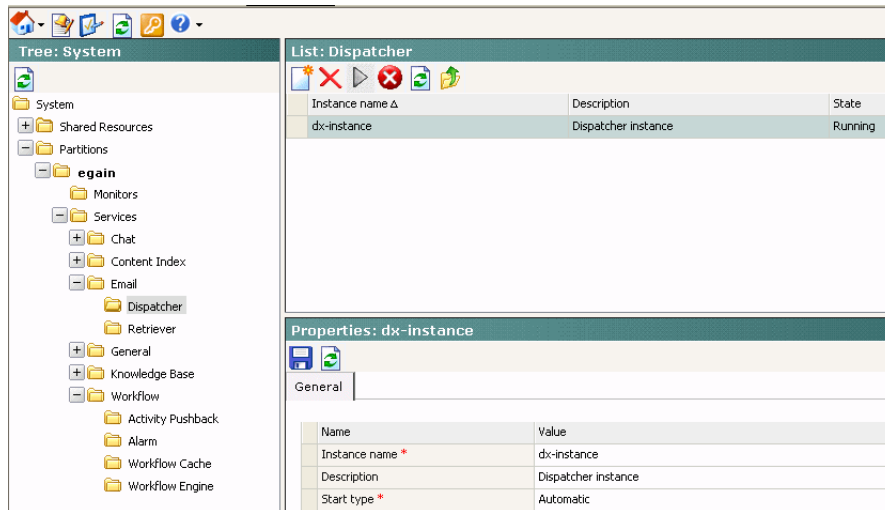 Tree: System
System
Shared Resources
Partitions
egain
Monitors
Services
Chat
Content Index
Email
Dispatcher
Retriever
General
Knowledge Base
Workflow
Activity Pushback
Alarm
Workflow Cache
Workflow Engine
List: Dispatcher
Instance name Description State
dx-instance Dispatcher instance Running
Properties: dx-instance
General
Name Value
Instance name * dx-instance
Description Dispatcher instance
Start type * Automatic